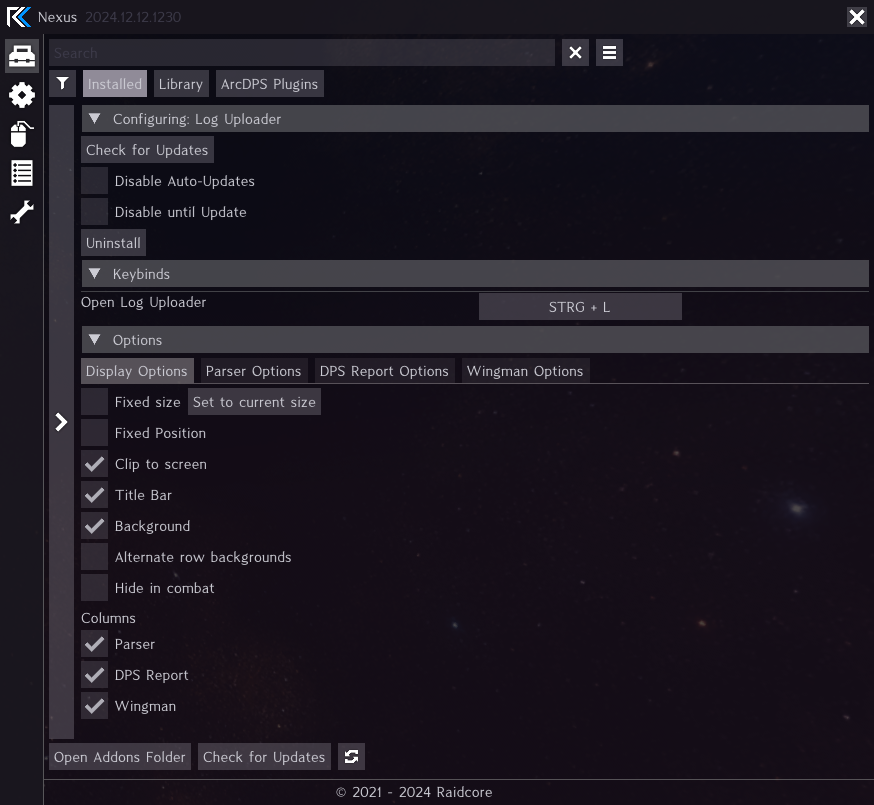 Nexus 2024.12.12.1230
Search
Installed Library ArcDPS Plugins
Configuring: Log Uploader
Check for Updates
Disable Auto-Updates
Disable until Update
Uninstall
Keybinds
Open Log Uploader STRG + L
Options
Display Options Parser Options DPS Report Options Wingman Options
Fixed size Set to current size
Fixed Position
Clip to screen
Title Bar
Background
Alternate row backgrounds
Hide in combat
Columns
Parser
DPS Report
Wingman
Open Addons Folder Check for Updates
© 2021 - 2024 Raidcore